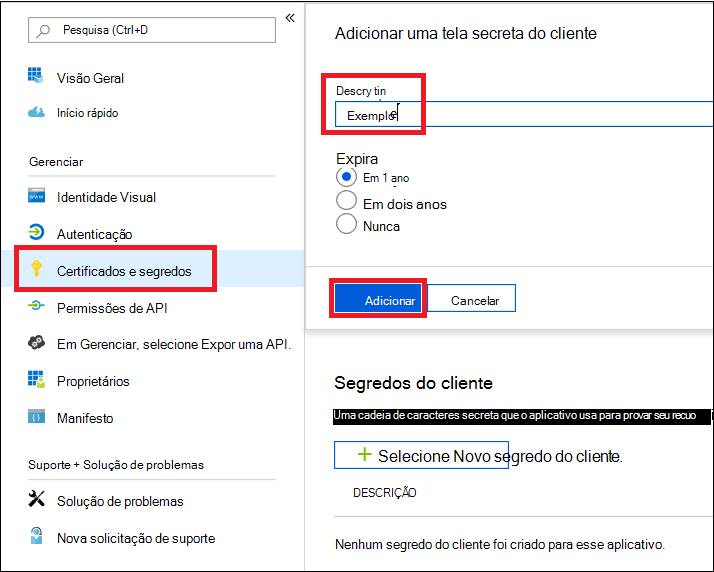 Pesquisa (Ctrl+D
«
Visão Geral
Início rápido
Gerenciar
Identidade Visual
Autenticação
Certificados e segredos
Permissões de API
Em Gerenciar, selecione Expor uma API.
Proprietários
Manifesto
Suporte + Solução de problemas
Solução de problemas
Nova solicitação de suporte
Adicionar uma tela secreta do cliente
Descry tin
Exemplo
Expira
Em 1 ano
Em dois anos
Nunca
Adicionar
Cancelar
Segredos do cliente
Uma cadeia de caracteres secreta que o aplicativo usa para provar seu recuo
+ Selecione Novo segredo do cliente.
DESCRIÇÃO
Nenhum segredo do cliente foi criado para esse aplicativo.